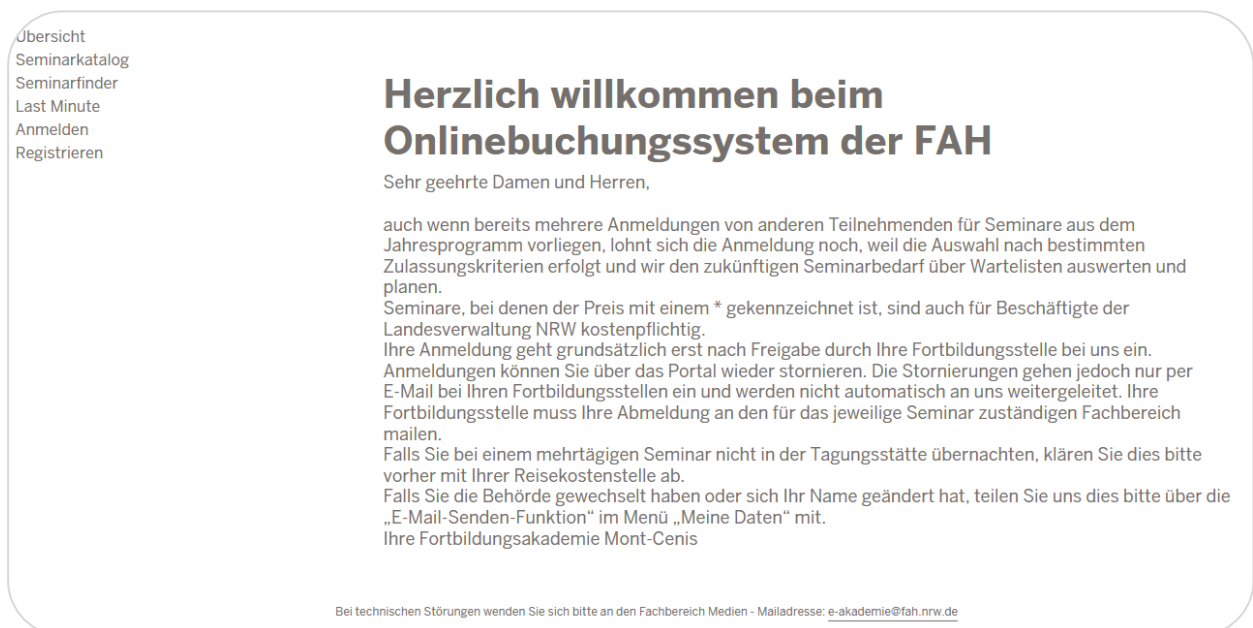 Übersicht
Seminarkatalog
Seminarfinder
Last Minute
Anmelden
Registrieren
Herzlich willkommen beim
Onlinebuchungssystem der FAH
Sehr geehrte Damen und Herren,
auch wenn bereits mehrere Anmeldungen von anderen Teilnehmenden für Seminare aus dem
Jahresprogramm vorliegen, lohnt sich die Anmeldung noch, weil die Auswahl nach bestimmten
Zulassungskriterien erfolgt und wir den zukünftigen Seminarbedarf über Wartelisten auswerten und
planen.
Seminare, bei denen der Preis mit einem * gekennzeichnet ist, sind auch für Beschäftigte der
Landesverwaltung NRW kostenpflichtig.
Ihre Anmeldung geht grundsätzlich erst nach Freigabe durch Ihre Fortbildungsstelle bei uns ein.
Anmeldungen können Sie über das Portal wieder stornieren. Die Stornierungen gehen jedoch nur per
E-Mail bei Ihren Fortbildungsstellen ein und werden nicht automatisch an uns weitergeleitet. Ihre
Fortbildungsstelle muss Ihre Abmeldung an den für das jeweilige Seminar zuständigen Fachbereich
mailen.
Falls Sie bei einem mehrtägigen Seminar nicht in der Tagungsstätte übernachten, klären Sie dies bitte
vorher mit Ihrer Reisekostenstelle ab.
Falls Sie die Behörde gewechselt haben oder sich Ihr Name geändert hat, teilen Sie uns dies bitte über die
„E-Mail-Senden-Funktion“ im Menü „Meine Daten“ mit.
Ihre Fortbildungsakademie Mont-Cenis
Bei technischen Störungen wenden Sie sich bitte an den Fachbereich Medien - Mailadresse: e-akademie@fah.nrw.de